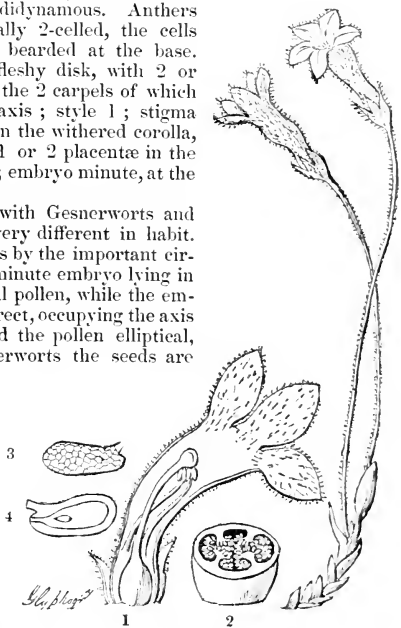 didynamous. Anthers
ally 2-celled, the cells
bearded at the base.
fleshy disk, with 2 or
the 2 carpels of which
axis ; style 1 ; stigma
n the withered corolla,
1 or 2 placentæ in the
; embryo minute, at the
with Gesnerworts and
very different in habit.
s by the important cir-
minute embryo lying in
l pollen, while the em-
rect, occupying the axis
d the pollen elliptical,
erworts the seeds are
3
4
1
2